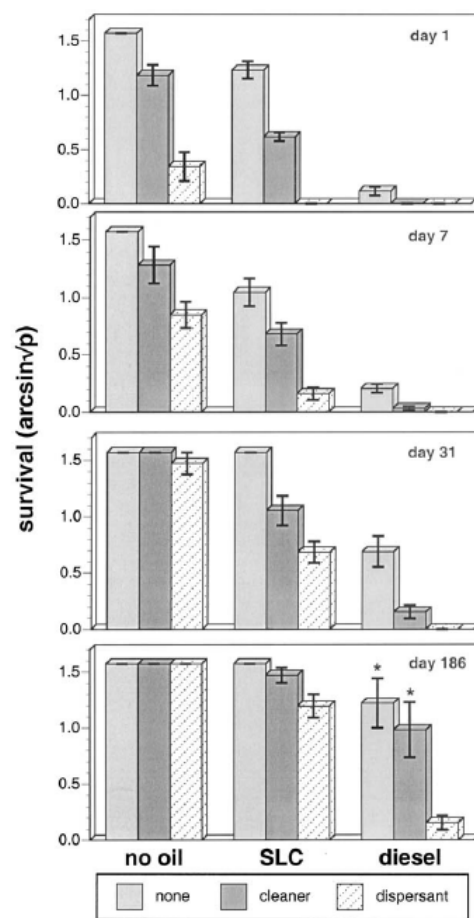 1.5
1.0
0.5
0.0
day 1
1.5
1.0
0.5
0.0
day 7
1.5
1.0
0.5
0.0
day 31
1.5
1.0
0.5
0.0
day 186
* *
survival (arcsin√p)
no oil SLC diesel
none cleaner dispersant